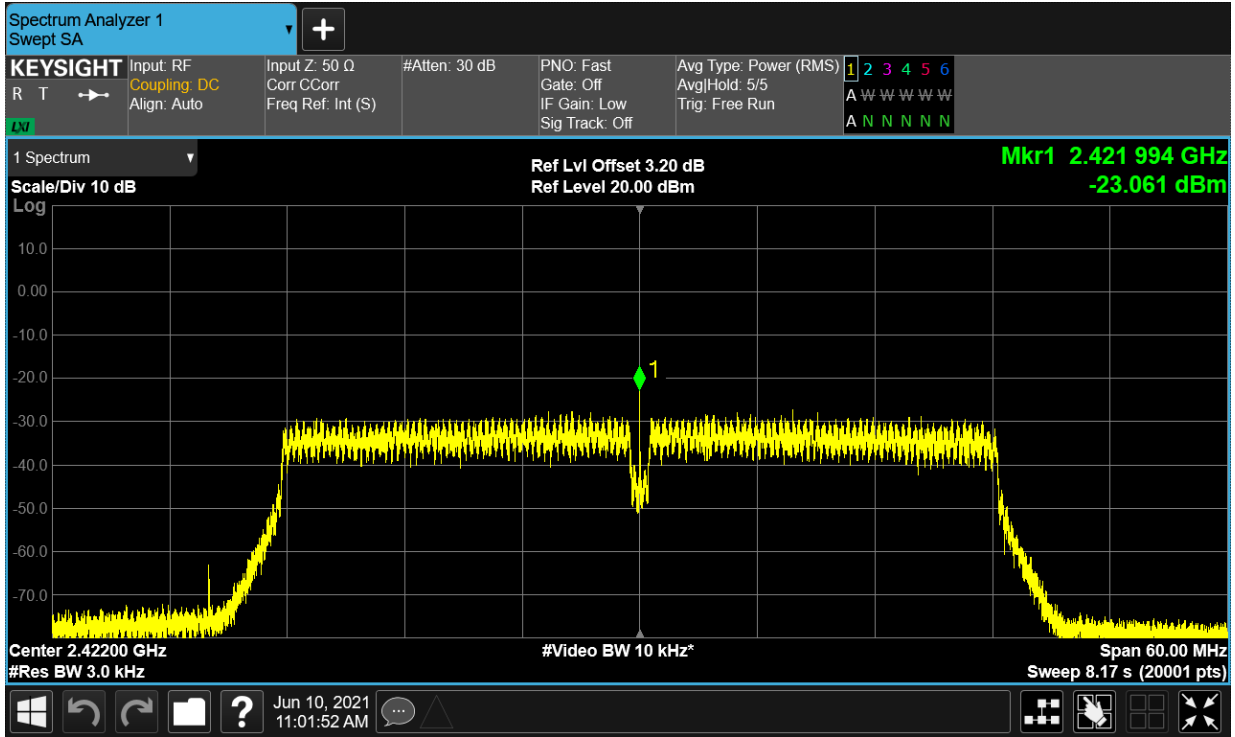 Spectrum Analyzer 1
Swept SA
KEYSIGHT
R T
LXI
Input: RF
Coupling: DC
Align: Auto
Input Z: 50 Ω
Corr CCorr
Freq Ref: Int (S)
#Atten: 30 dB
PNO: Fast
Gate: Off
IF Gain: Low
Sig Track: Off
Avg Type: Power (RMS)
Avg|Hold: 5/5
Trig: Free Run
1 2 3 4 5 6
A W W W W W
A N N N N N
1 Spectrum
Scale/Div 10 dB
Log
Ref Lvl Offset 3.20 dB
Ref Level 20.00 dBm
Mkr1 2.421 994 GHz
-23.061 dBm
10.0
0.00
-10.0
-20.0
-30.0
-40.0
-50.0
-60.0
-70.0
1
Center 2.42200 GHz
#Res BW 3.0 kHz
#Video BW 10 kHz*
Span 60.00 MHz
Sweep 8.17 s (20001 pts)
?
Jun 10, 2021
11:01:52 AM